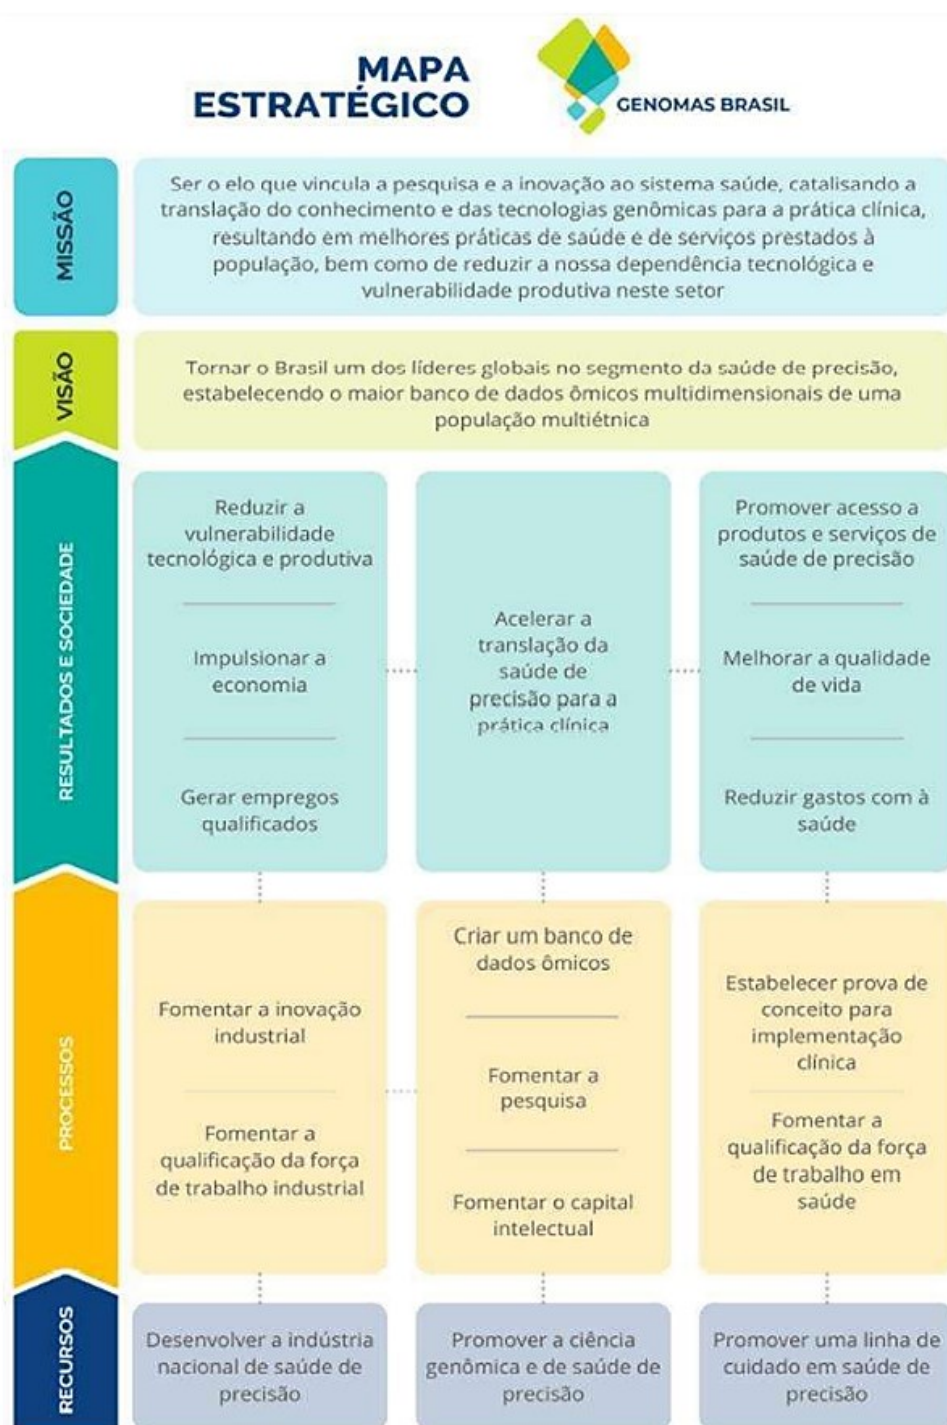 MAPA
ESTRATÉGICO
GENOMAS BRASIL
MISSÃO
Ser o elo que vincula a pesquisa e a inovação ao sistema saúde, catalisando a
translação do conhecimento e das tecnologias genômicas para a prática clínica,
resultando em melhores práticas de saúde e de serviços prestados à
população, bem como de reduzir a nossa dependência tecnológica e
vulnerabilidade produtiva neste setor
VISÃO
Tornar o Brasil um dos líderes globais no segmento da saúde de precisão,
estabelecendo o maior banco de dados ômicos multidimensionais de uma
população multiétnica
RESULTADOS E SOCIEDADE
Reduzir a
vulnerabilidade
tecnológica e produtiva
Impulsionar a
economia
Gerar empregos
qualificados
Acelerar a
translação da
saúde de
precisão para a
prática clínica
Promover acesso a
produtos e serviços de
saúde de precisão
Melhorar a qualidade
de vida
Reduzir gastos com à
saúde
PROCESSOS
Fomentar a inovação
industrial
Fomentar a
qualificação da força
de trabalho industrial
Criar um banco de
dados ômicos
Fomentar a
pesquisa
Fomentar o capital
intelectual
Estabelecer prova de
conceito para
implementação
clínica
Fomentar a
qualificação da força
de trabalho em
saúde
RECURSOS
Desenvolver a indústria
nacional de saúde de
precisão
Promover a ciência
genômica e de saúde de
precisão
Promover uma linha de
cuidado em saúde de
precisão